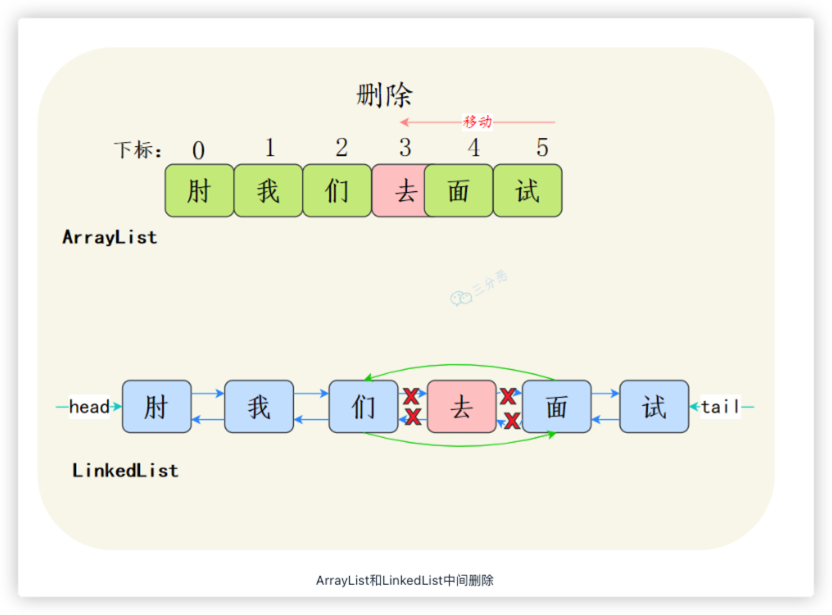 删除
移动
下标: 0 1 2 3 4 5
肘 我 们 去 面 试
ArrayList
三分恶
head 肘 我 们 去 面 试 tail
X X
X X
LinkedList
ArrayList和LinkedList中间删除